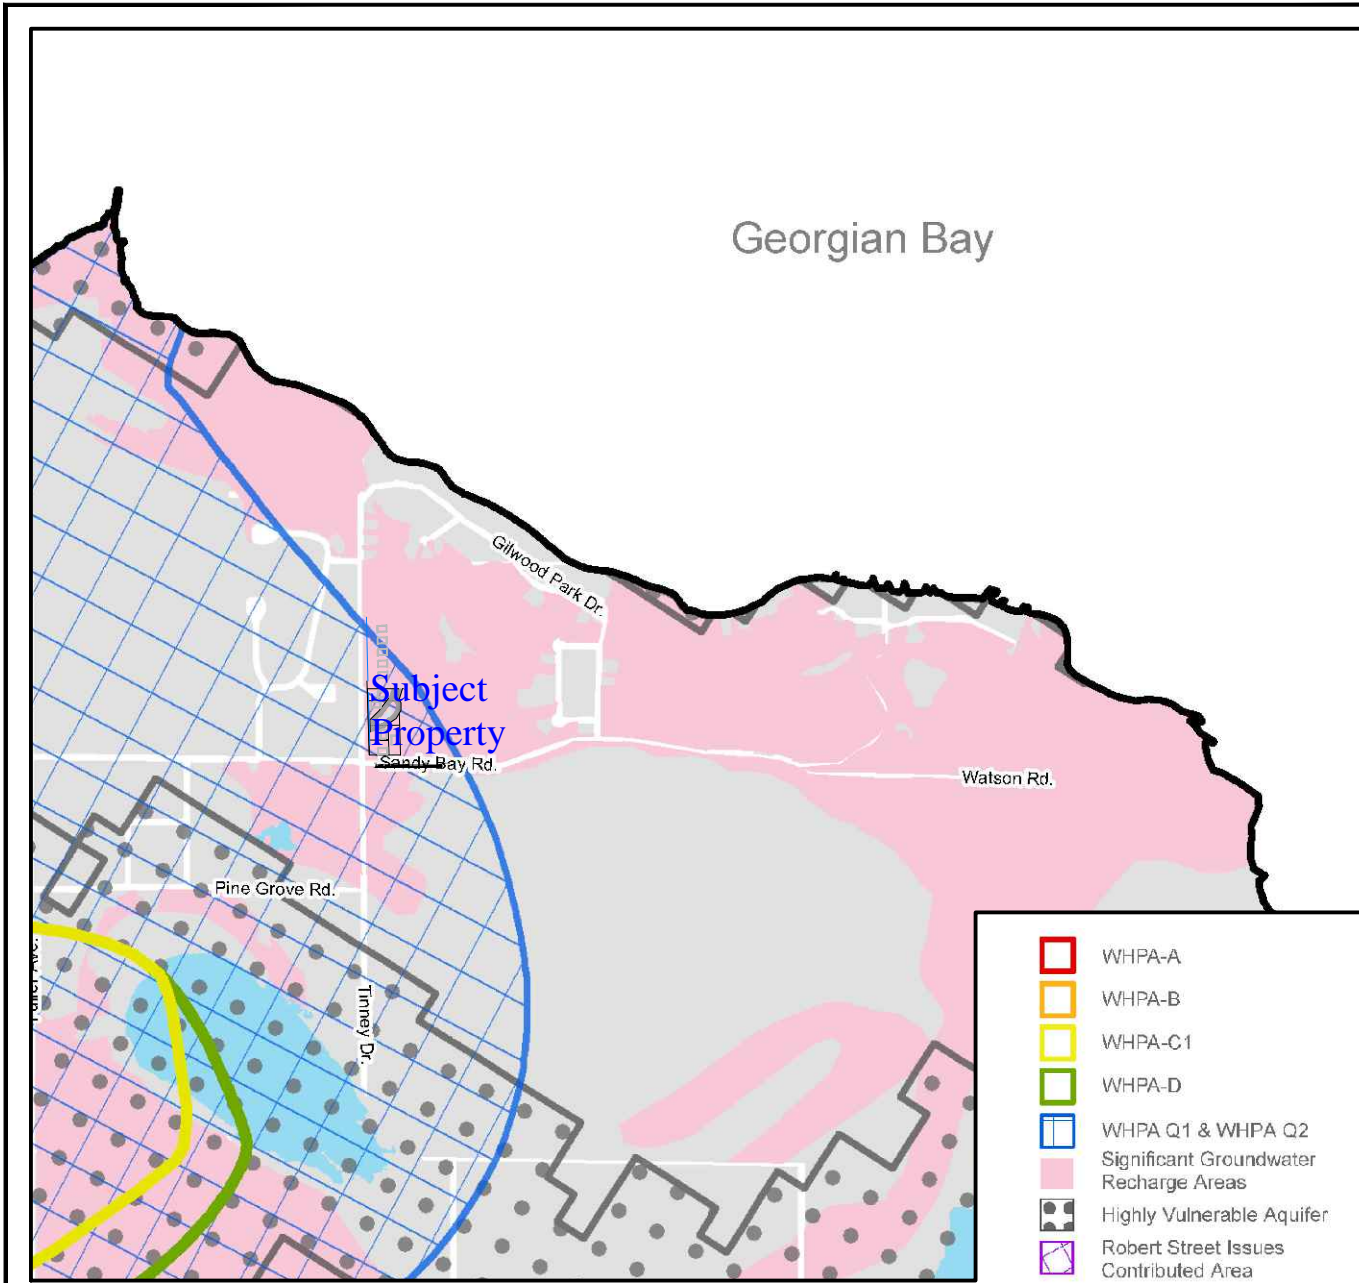 Georgian Bay
Gilwood Park Dr.
Subject
Property
Sandy Bay Rd.
Watson Rd.
Pine Grove Rd.
Tinney Dr.
WHPA-A
WHPA-B
WHPA-C1
WHPA-D
WHPA Q1 & WHPA Q2
Significant Groundwater
Recharge Areas
Highly Vulnerable Aquifer
Robert Street Issues
Contributed Area